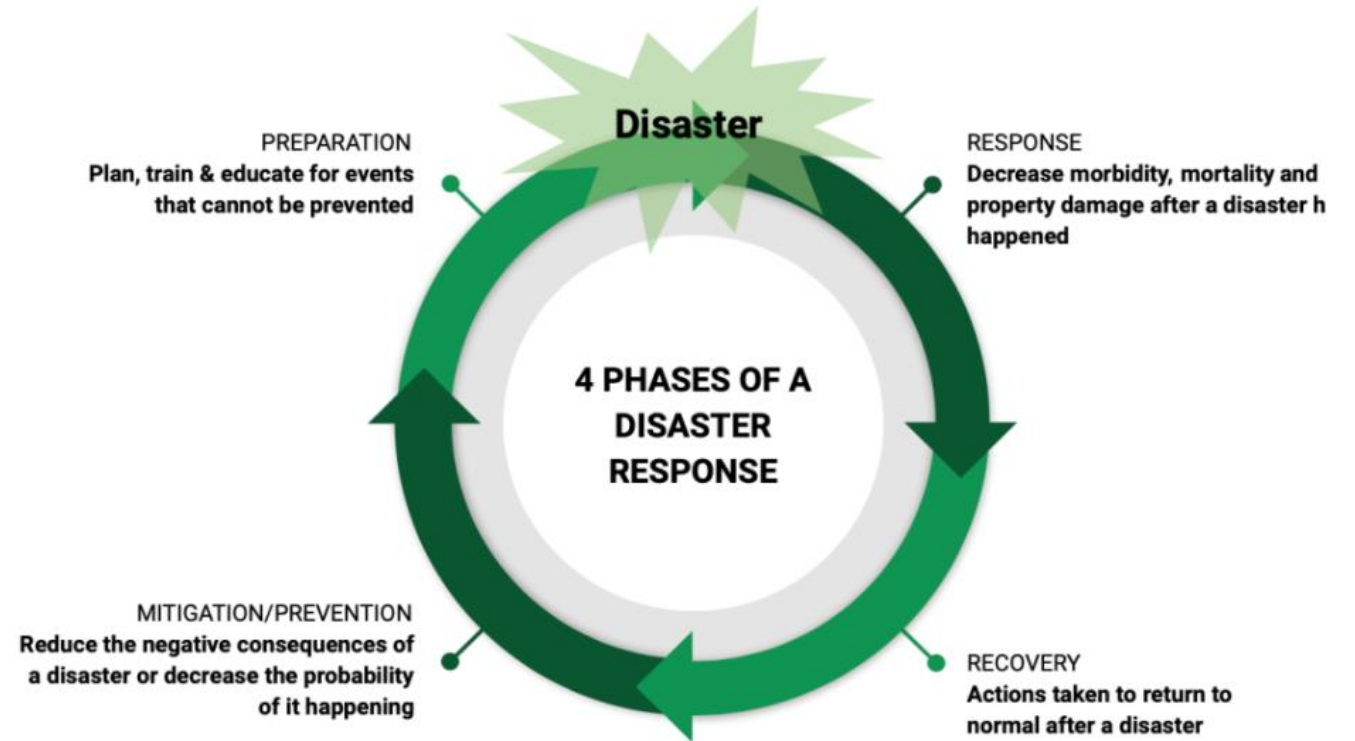 Disaster
PREPARATION
Plan, train & educate for events
that cannot be prevented
RESPONSE
Decrease morbidity, mortality and
property damage after a disaster h
happened
4 PHASES OF A
DISASTER
RESPONSE
MITIGATION/PREVENTION
Reduce the negative consequences of
a disaster or decrease the probability
of it happening
RECOVERY
Actions taken to return to
normal after a disaster